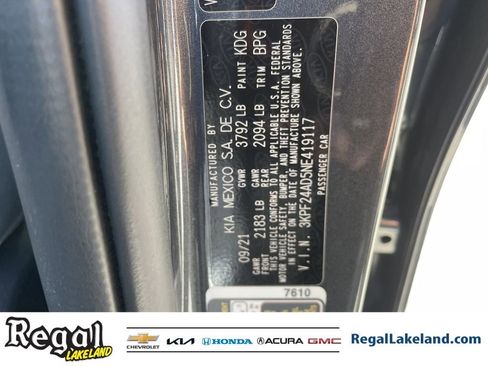 MANUFACTURED BY
KIA MEXICO S.A. DE C.V.
GVWR 3792 LB PAINT KDG
09/21 GAWR FRONT 2183 LB GAWR REAR 2094 LB TRIM BPG
THIS VEHICLE CONFORMS TO ALL APPLICABLE U.S.A. FEDERAL
MOTOR VEHICLE SAFETY, BUMPER, AND THEFT PREVENTION STANDARDS
IN EFFECT ON THE DATE OF MANUFACTURE SHOWN ABOVE.
V.I.N. 3KPF24AD5NE419117
PASSENGER CAR
7610
Regal
LAKELAND
CHEVROLET KIA HONDA ACURA GMC
RegalLakeland.com